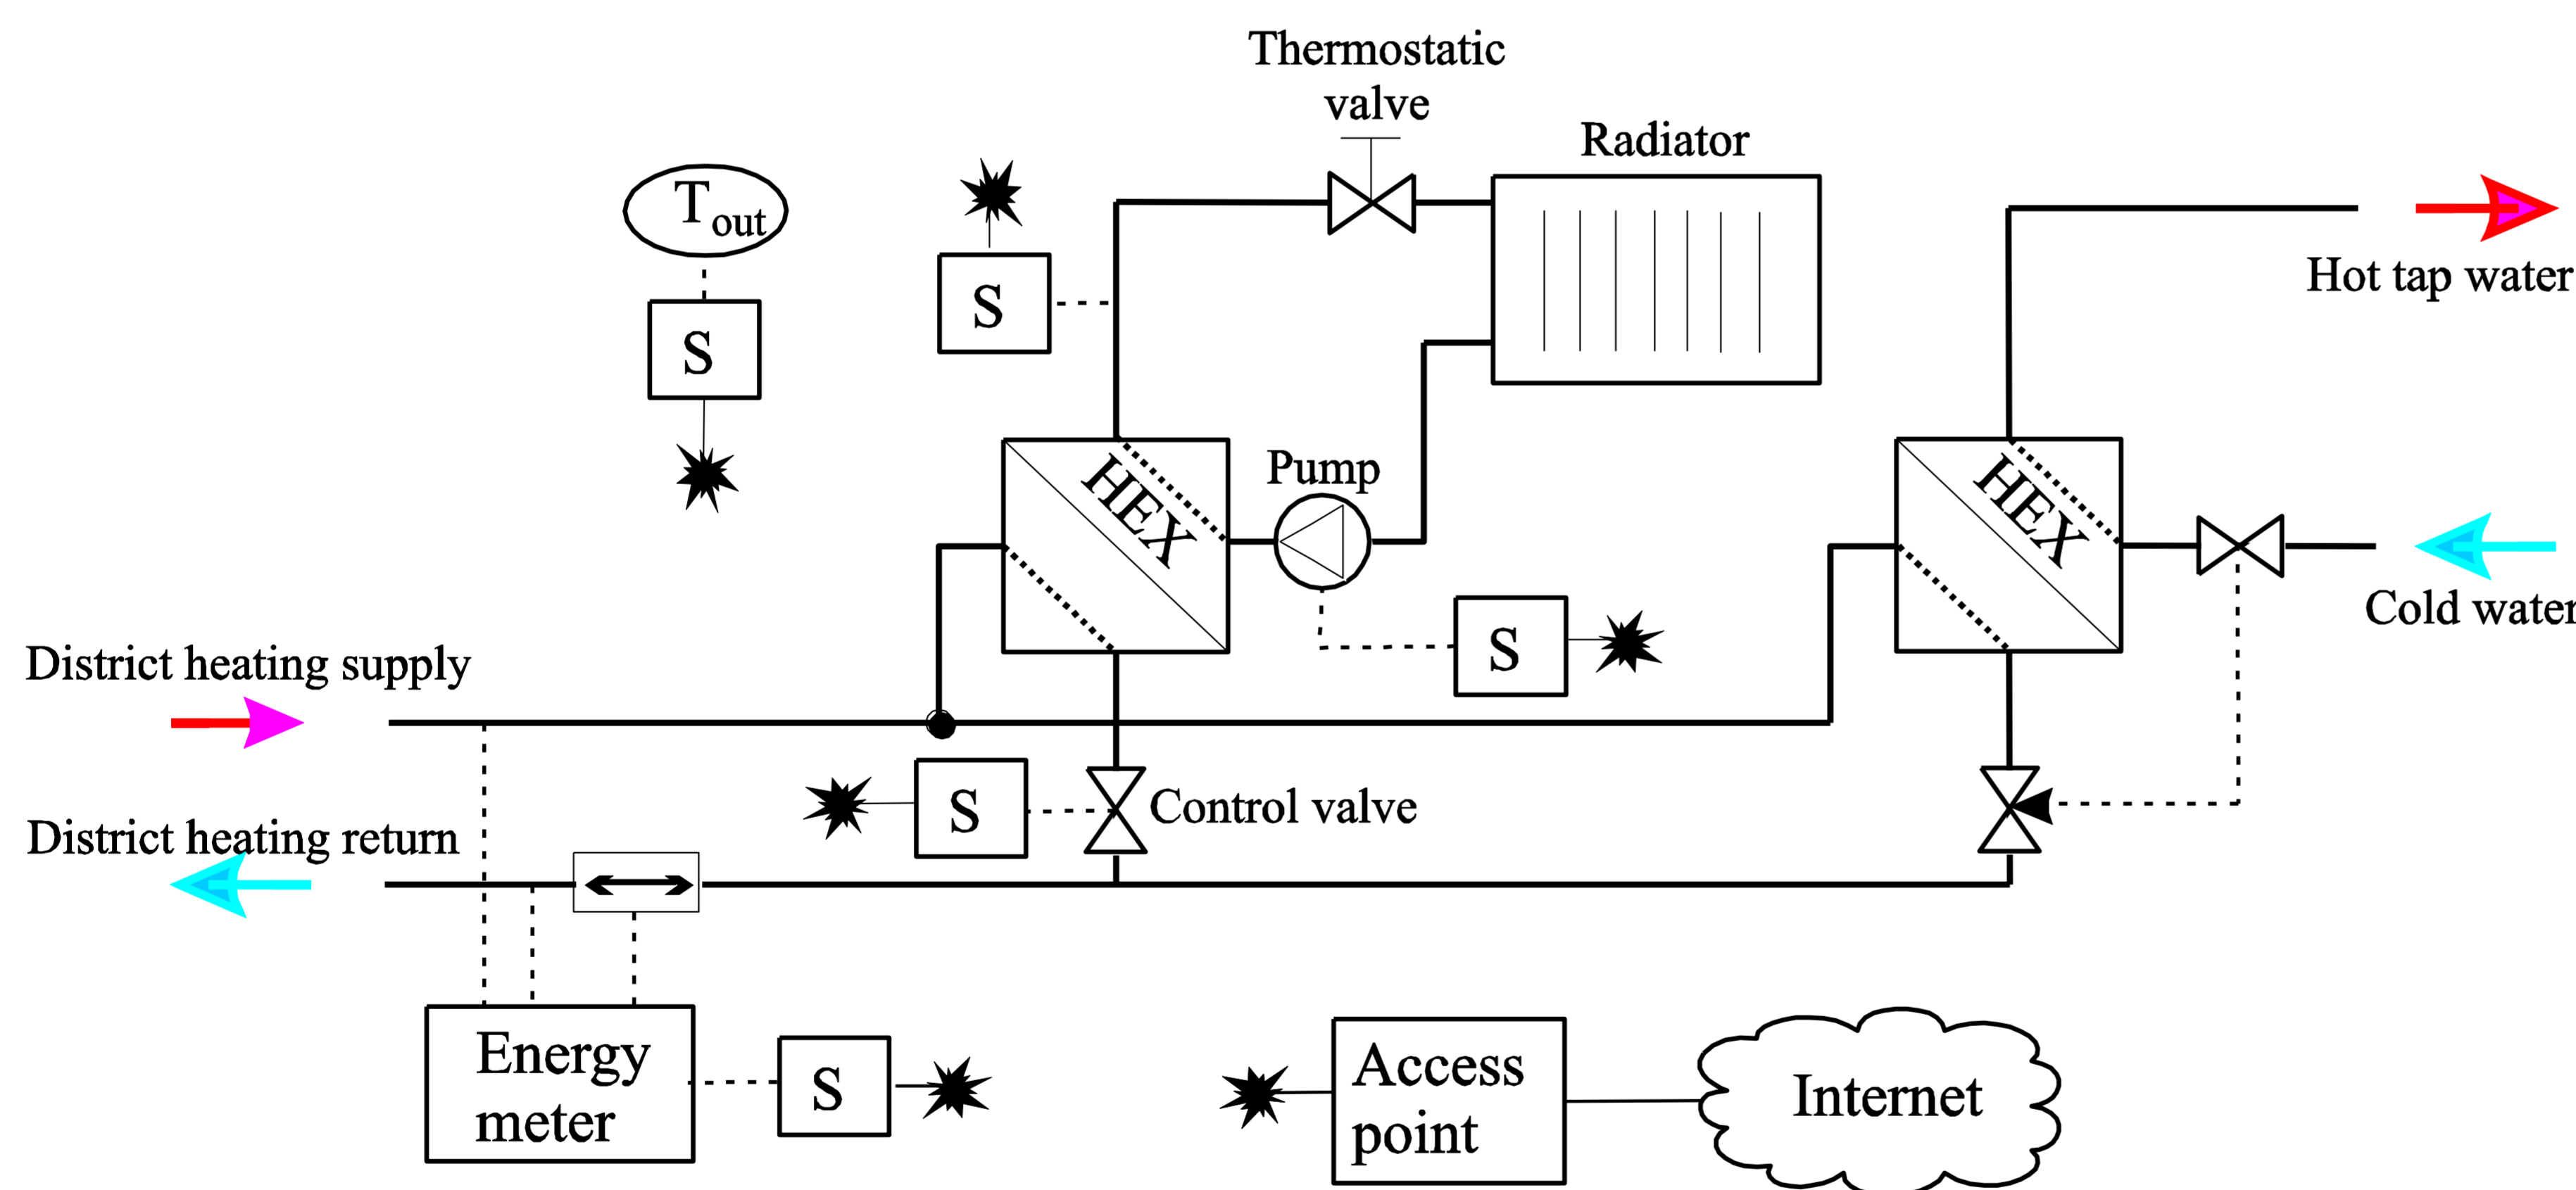 Thermostatic
valve
Radiator
T out
S
S
Hot tap water
HEX
Pump
HEX
Cold water
S
District heating supply
S
Control valve
District heating return
Energy
meter
S
Access
point
Internet